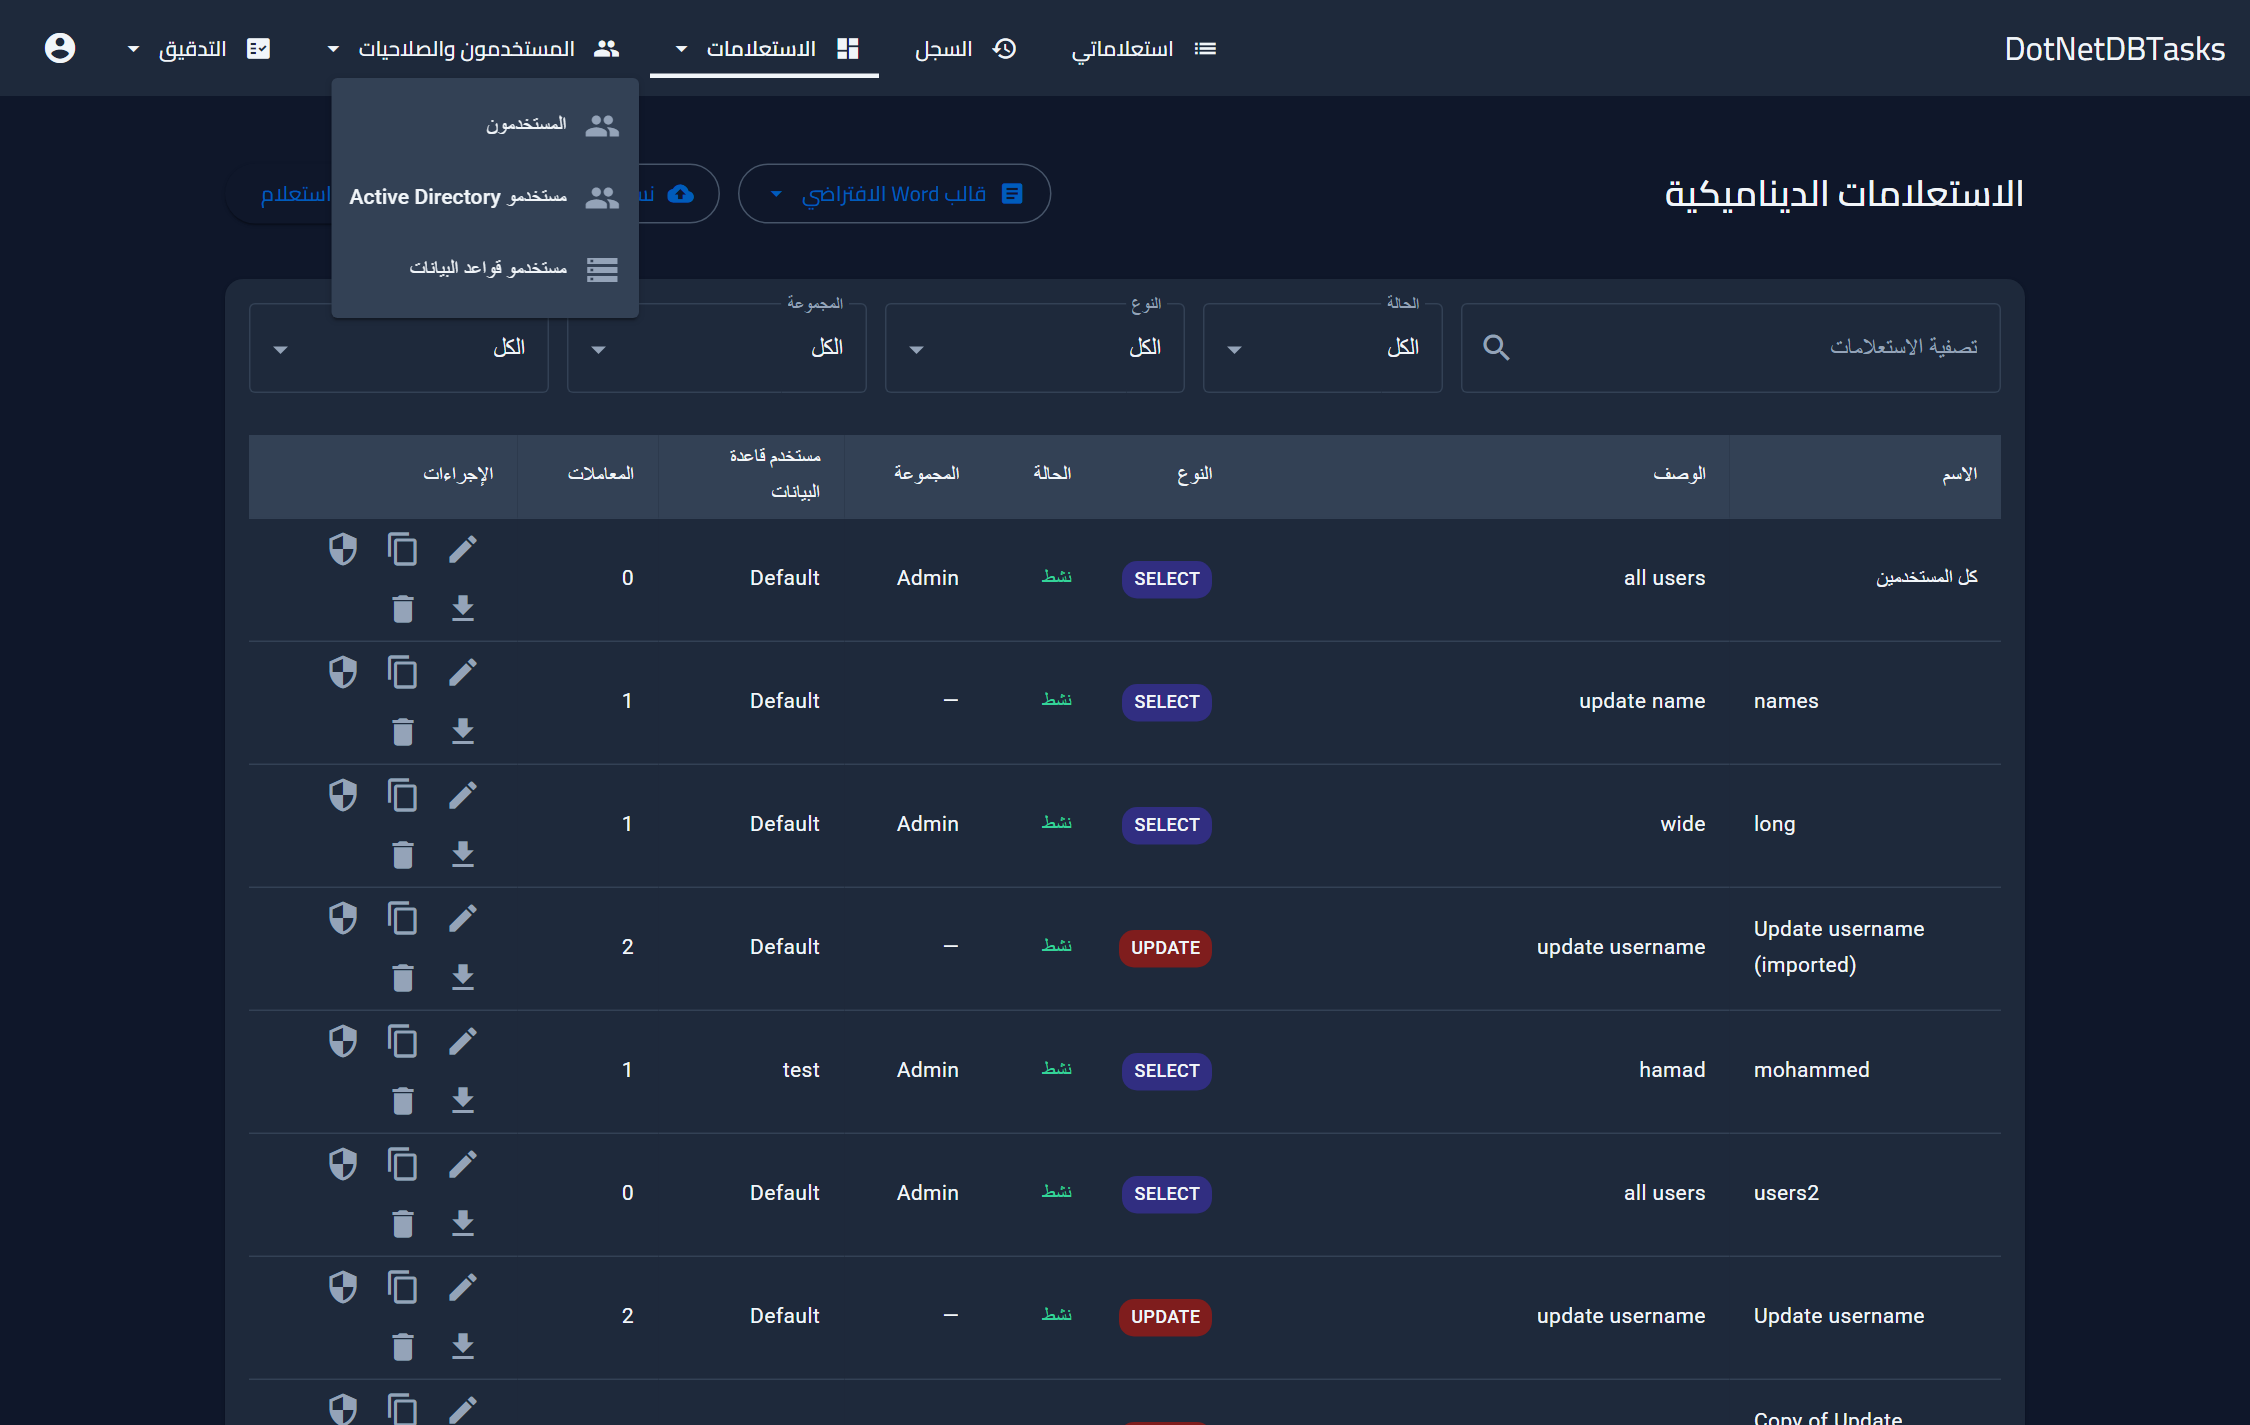 DotNetDBTasks
استعلاماتي
السجل
الاستعلامات
المستخدمون والصلاحيات
التدقيق
المستخدمون
مستخدمو Active Directory
مستخدمو قواعد البيانات
الاستعلامات الديناميكية
قالب Word الافتراضي
استعلام
تصفية الاستعلامات
الحالة
الكل
النوع
الكل
المجموعة
الكل
الكل
الاسم
الوصف
النوع
الحالة
المجموعة
مستخدم قاعدة
البيانات
المعاملات
الإجراءات
كل المستخدمين
all users
SELECT
نشط
Admin
Default
0
names
update name
SELECT
نشط
—
Default
1
long
wide
SELECT
نشط
Admin
Default
1
Update username
(imported)
update username
UPDATE
نشط
—
Default
2
mohammed
hamad
SELECT
نشط
Admin
test
1
users2
all users
SELECT
نشط
Admin
Default
0
Update username
update username
UPDATE
نشط
—
Default
2
Copy of Update